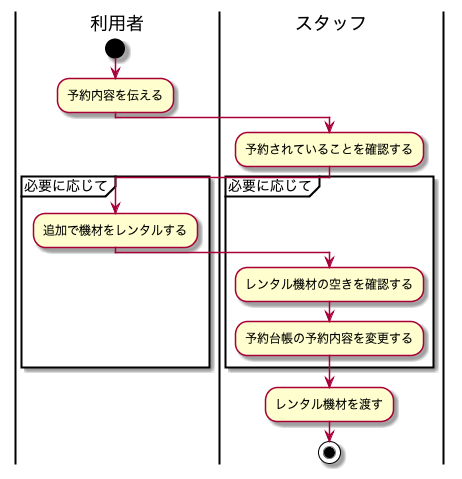 利用者
スタッフ
予約内容を伝える
予約されていることを確認する
必要に応じて
必要に応じて
追加で機材をレンタルする
レンタル機材の空きを確認する
予約台帳の予約内容を変更する
レンタル機材を渡す